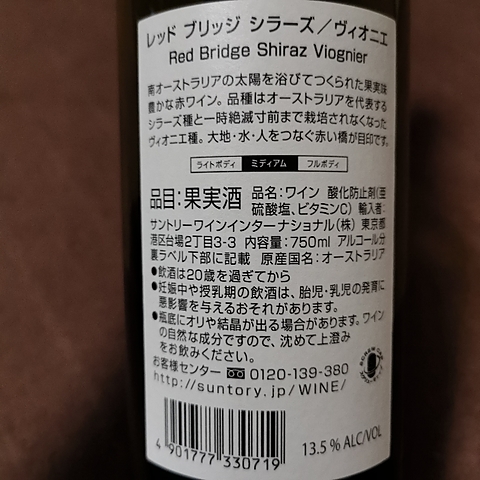 レッド ブリッジ シラーズ／ヴィオニエ
Red Bridge Shiraz Viognier
南オーストラリアの太陽を浴びてつくられた果実味
豊かな赤ワイン。品種はオーストラリアを代表する
シラーズ種と一時絶滅寸前まで栽培されなくなった
ヴィオニエ種。大地・水・人をつなぐ赤い橋が目印です。
ライトボディ ミディアム フルボディ
品目：果実酒 品名：ワイン 酸化防止剤（亜
硫酸塩、ビタミンC） 輸入者：
サントリーワインインターナショナル（株） 東京都
港区台場2丁目3-3 内容量：750ml アルコール分
裏ラベル下部に記載 原産国名：オーストラリア
●飲酒は20歳を過ぎてから
●妊娠中や授乳期の飲酒は、胎児・乳児の発育に
悪影響を与えるおそれがあります。
●瓶底にオリや結晶が出る場合があります。ワイン
の自然な成分ですので、沈めて上澄み
をお飲みください。
お客様センター 0120-139-380
http://suntory.jp/WINE/
4 901777 330719
13.5 % ALC/VOL